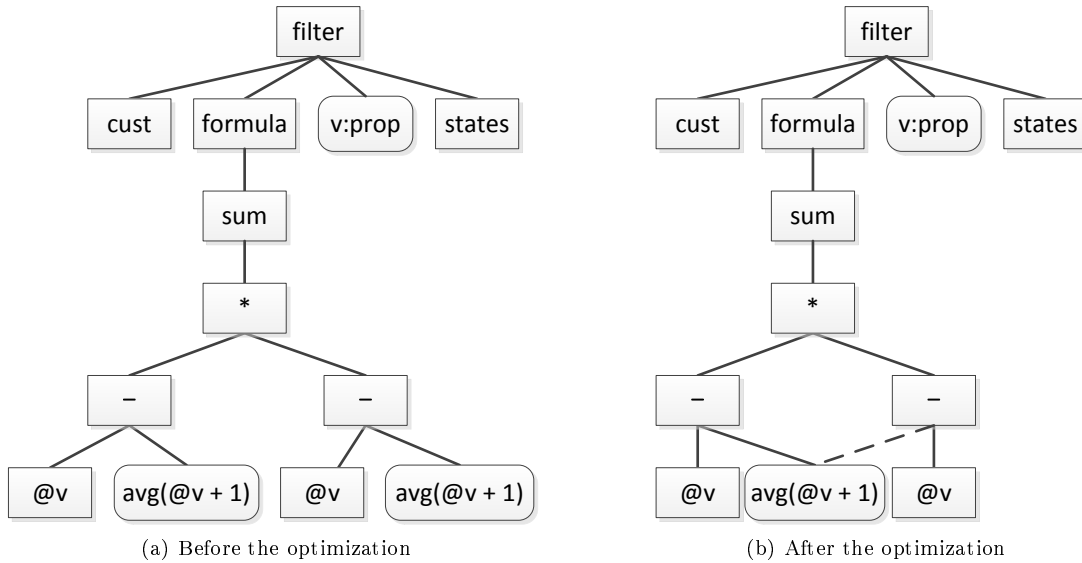 filter
cust formula v:prop states
sum
*
– –
@v avg(@v + 1) @v avg(@v + 1)
(a) Before the optimization
filter
cust formula v:prop states
sum
*
– –
@v avg(@v + 1) @v
(b) After the optimization